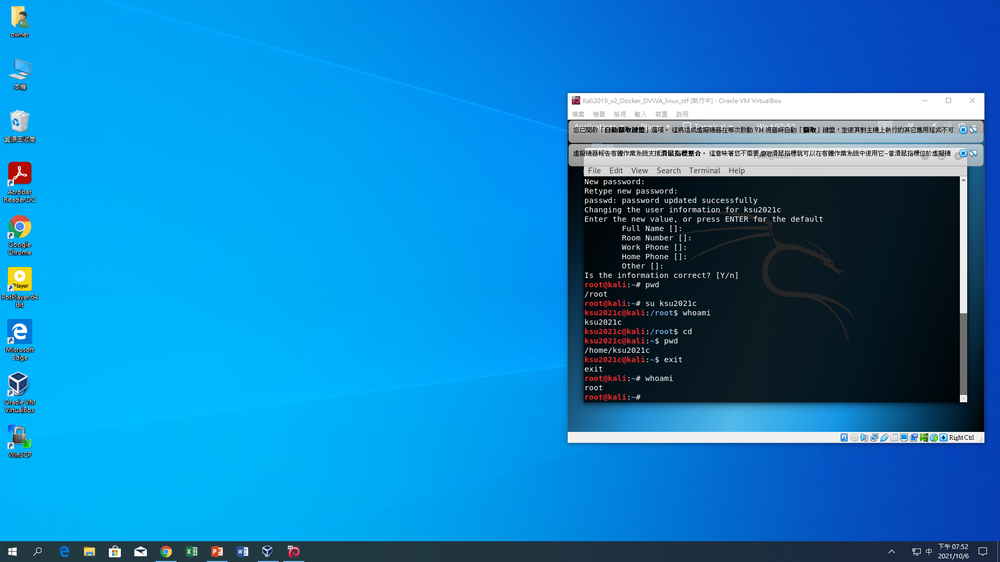 owner
本機
資源回收筒
Acrobat
Reader DC
Google
Chrome
Player
PotPlayer 64
bit
Microsoft
Edge
Oracle VM
VirtualBox
WinSCP
Kali2019_v2_Docker_DVWA_linux_ctf [執行中] - Oracle VM VirtualBox
檔案 機器 檢視 輸入 裝置 說明
您已開啟「自動擷取鍵盤」選項。 這將造成虛擬機器在每次啟動 VM 視窗時自動「擷取」鍵盤，並使其對主機上執行的其它應用程式不可
虛擬機器報告客體作業系統支援滑鼠指標整合。 這意味著您不需要擷取滑鼠指標就可以在客體作業系統中使用它--當滑鼠指標位於虛擬機
File Edit View Search Terminal Help
New password:
Retype new password:
passwd: password updated successfully
Changing the user information for ksu2021c
Enter the new value, or press ENTER for the default
Full Name []:
Room Number []:
Work Phone []:
Home Phone []:
Other []:
Is the information correct? [Y/n]
root@kali:~# pwd
/root
root@kali:~# su ksu2021c
ksu2021c@kali:/root$ whoami
ksu2021c
ksu2021c@kali:/root$ cd
ksu2021c@kali:~$ pwd
/home/ksu2021c
ksu2021c@kali:~$ exit
exit
root@kali:~# whoami
root
root@kali:~#
Right Ctrl
中
下午 07:52
2021/10/6